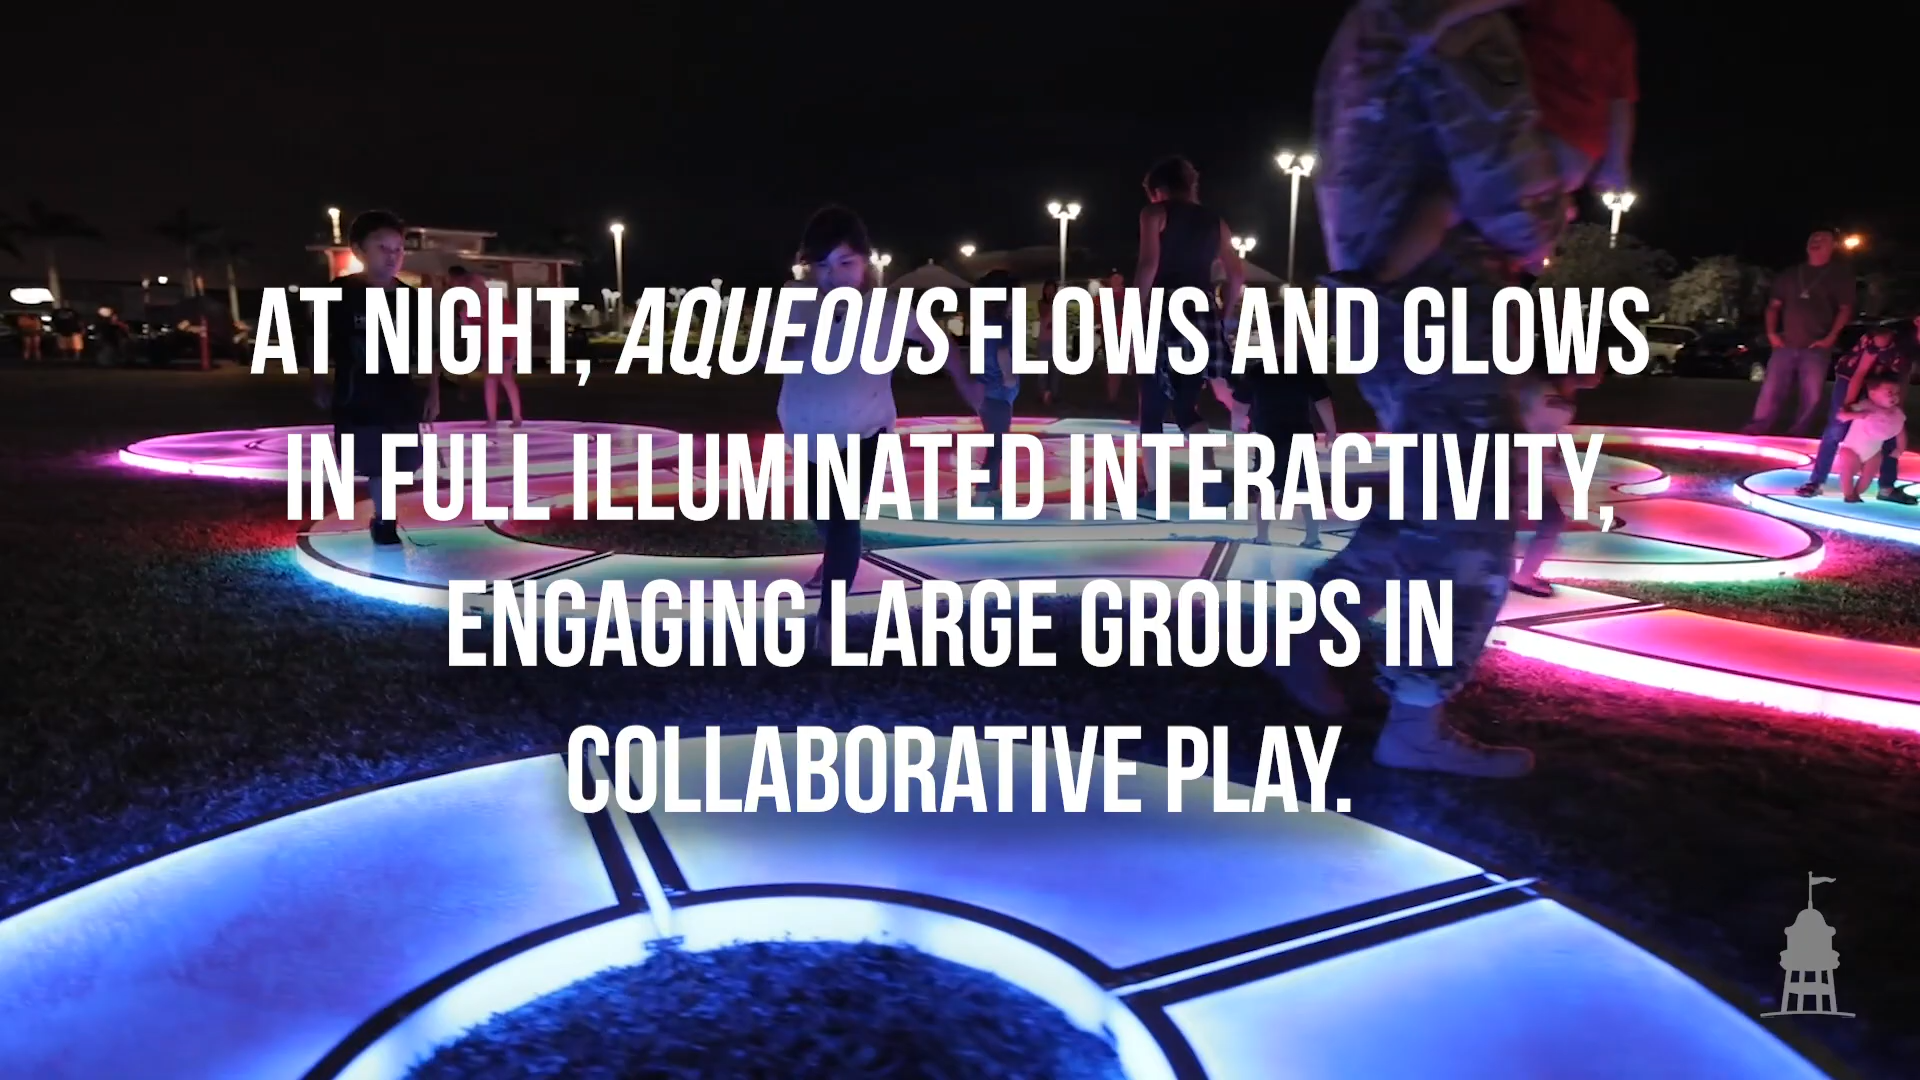 AT NIGHT, AQUEOUS FLOWS AND GLOWS
IN FULL ILLUMINATED INTERACTIVITY,
ENGAGING LARGE GROUPS IN
COLLABORATIVE PLAY.